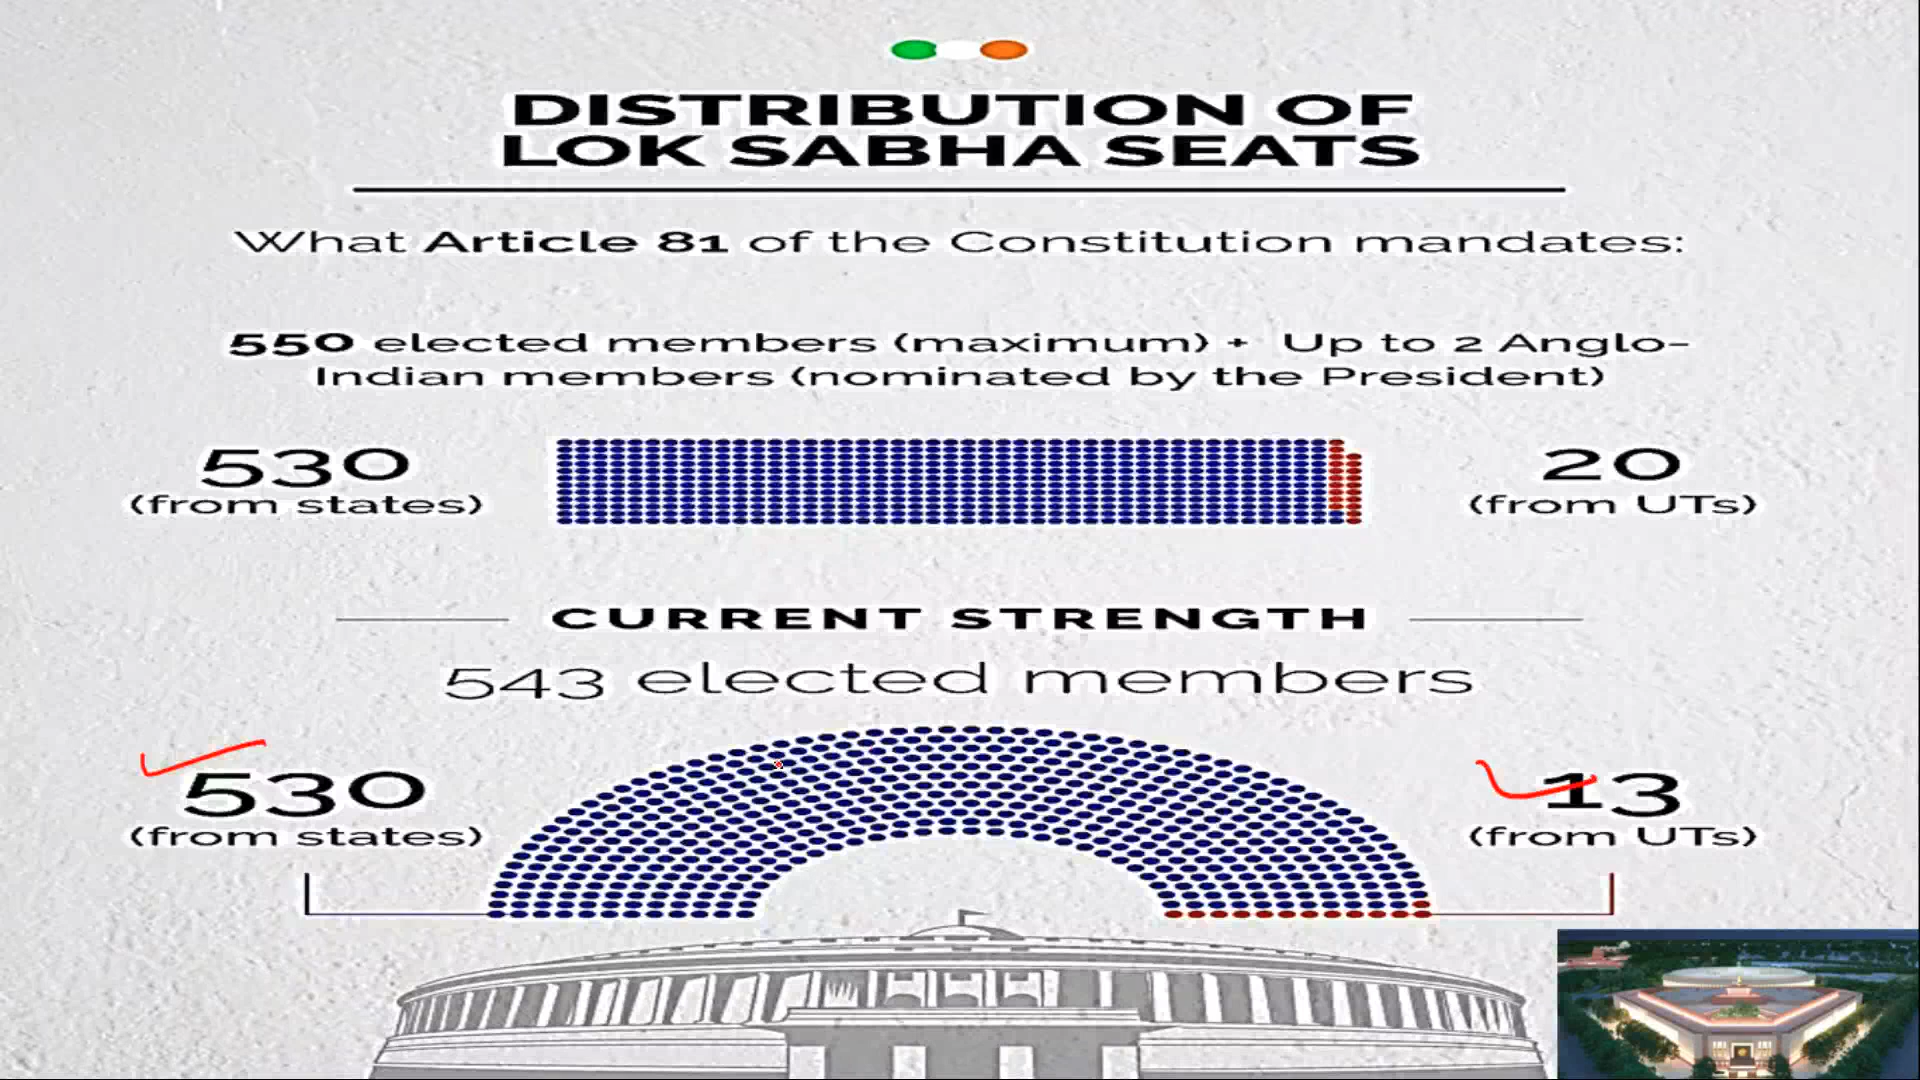 DISTRIBUTION OF
LOK SABHA SEATS
What Article 81 of the Constitution mandates:
550 elected members (maximum) + Up to 2 Anglo-
Indian members (nominated by the President)
530
(from states)
20
(from UTs)
CURRENT STRENGTH
543 elected members
530
(from states)
13
(from UTs)